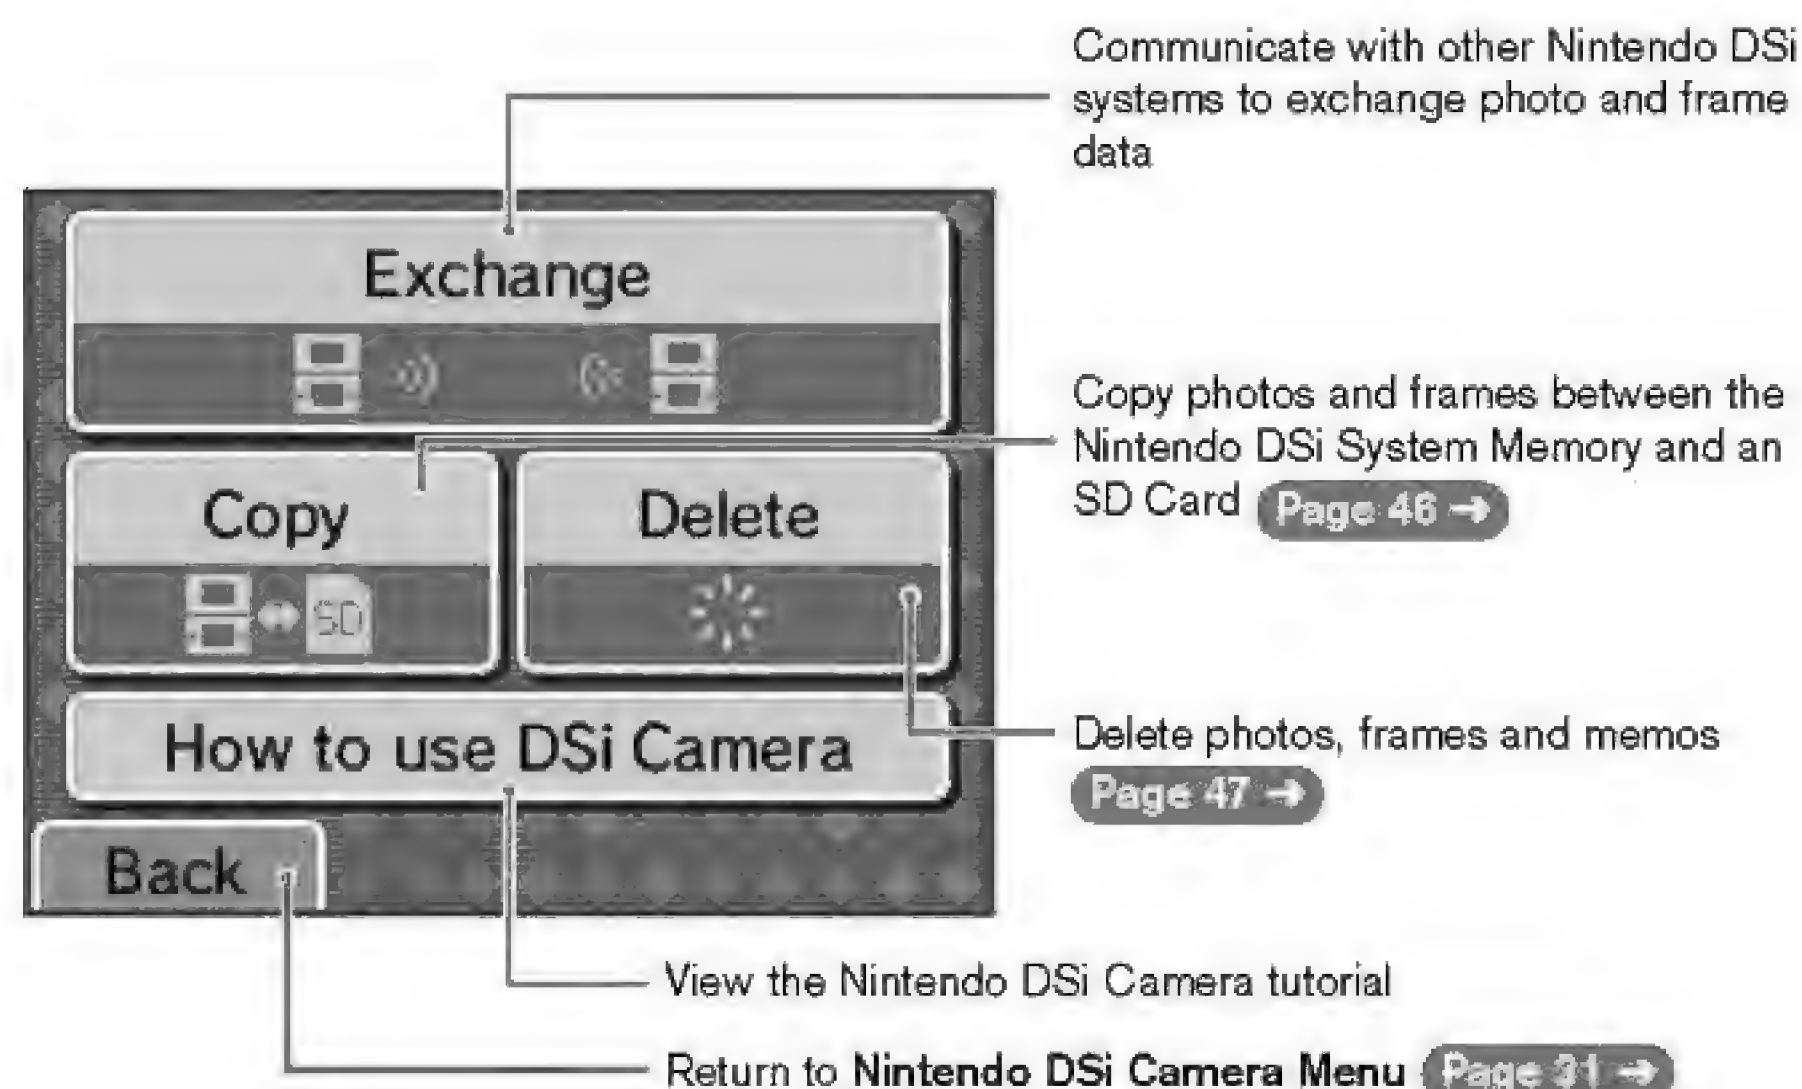 Communicate with other Nintendo DSi
systems to exchange photo and frame
data
Exchange
Copy photos and frames between the
Nintendo DSi System Memory and an
SD Card Page 46 →
Copy
Delete
SD
Delete photos, frames and memos
Page 47 →
How to use DSi Camera
Back
View the Nintendo DSi Camera tutorial
Return to Nintendo DSi Camera Menu Page 31 →